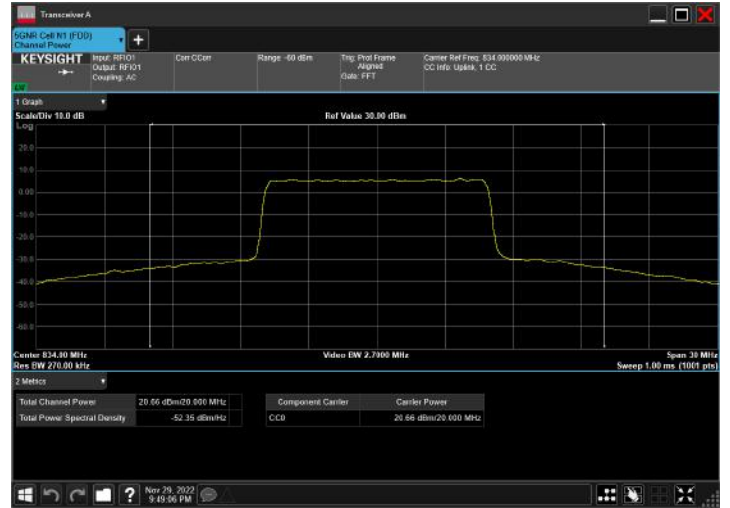 Transceiver A
5GNR Cell N1 (FDD)
Channel Power
+
KEYSIGHT
Input: RFIO1
Output: RFIO1
Coupling: AC
Corr CCorr
Range -60 dBm
Trig: Prot Frame
Aligned
Gate: FFT
Carrier Ref Freq: 834.000000 MHz
CC Info: Uplink, 1 CC
1 Graph
Scale/Div 10.0 dB
Ref Value 30.00 dBm
Log
20.0
10.0
0.00
-10.0
-20.0
-30.0
-40.0
-50.0
-60.0
Center 834.00 MHz
Video BW 2.7000 MHz
Span 30 MHz
Res BW 270.00 kHz
Sweep 1.00 ms (1001 pts)
2 Metrics
Total Channel Power 20.66 dBm/20.000 MHz
Total Power Spectral Density -52.35 dBm/Hz
Component Carrier Carrier Power
CC0 20.66 dBm/20.000 MHz
?
Nov 29, 2022
9:49:06 PM